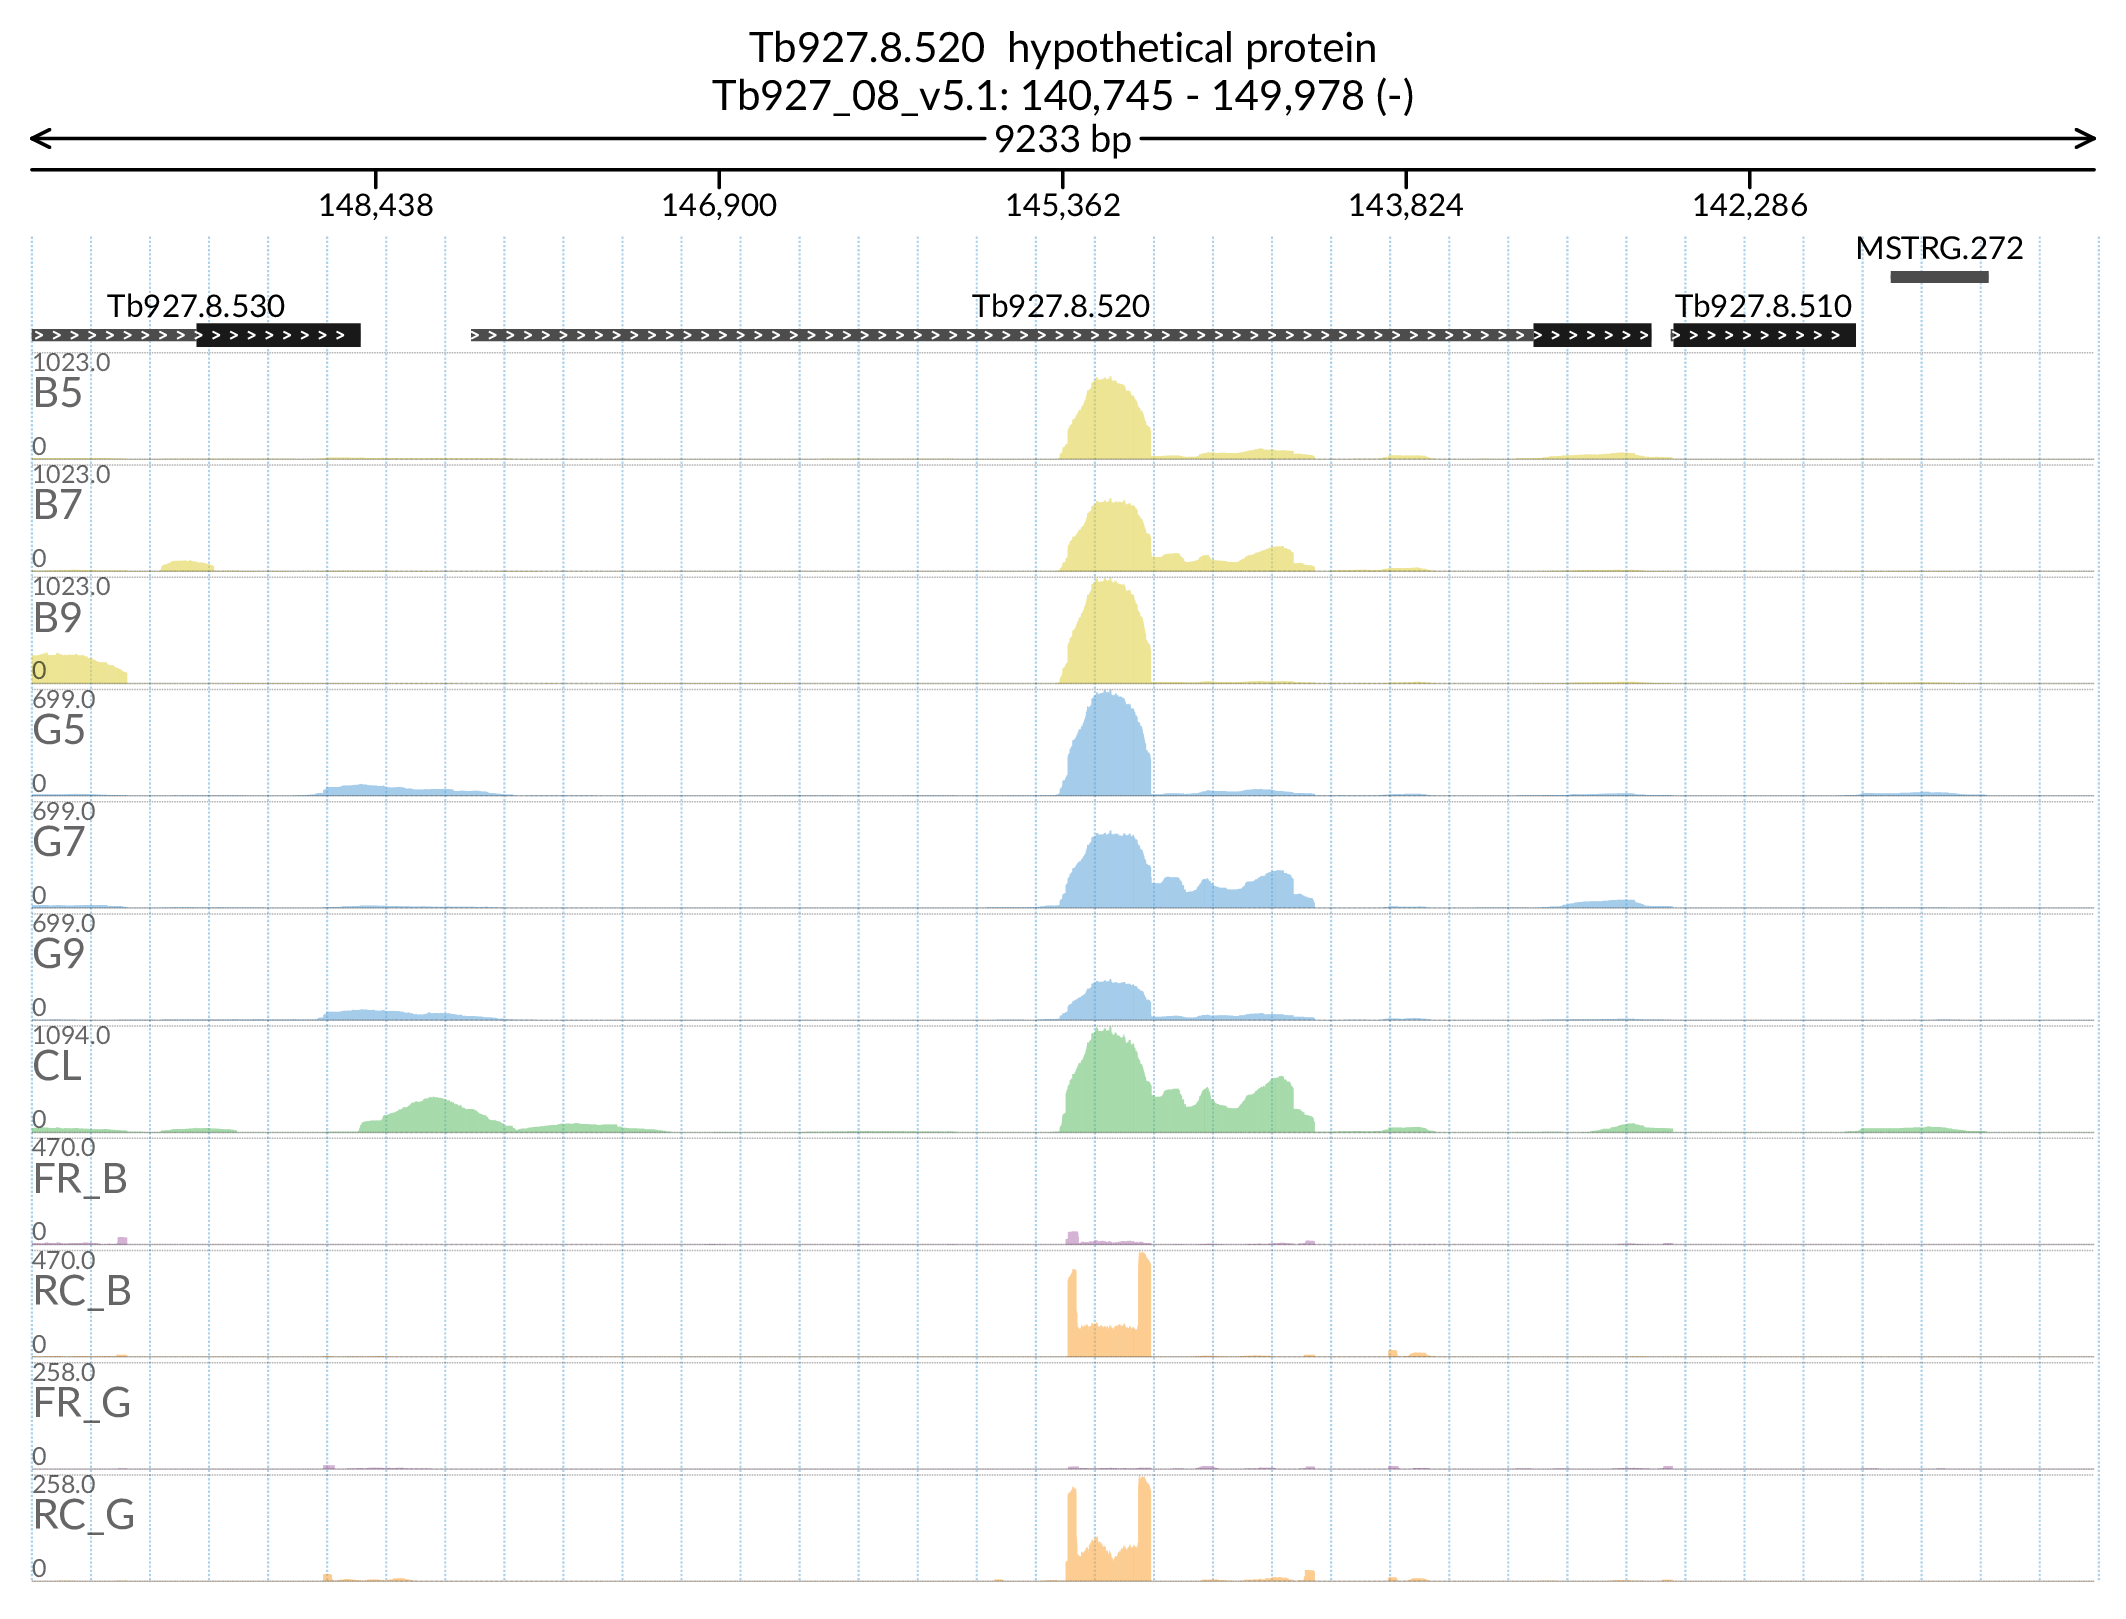 Tb927.8.520 hypothetical protein
Tb927_08_v5.1: 140,745 - 149,978 (-)
9233 bp
148,438 146,900 145,362 143,824 142,286
MSTRG.272
Tb927.8.530 Tb927.8.520 Tb927.8.510
1023.0
B5
0
1023.0
B7
0
1023.0
B9
0
699.0
G5
0
699.0
G7
0
699.0
G9
0
1094.0
CL
0
470.0
FR_B
0
470.0
RC_B
0
258.0
FR_G
0
258.0
RC_G
0